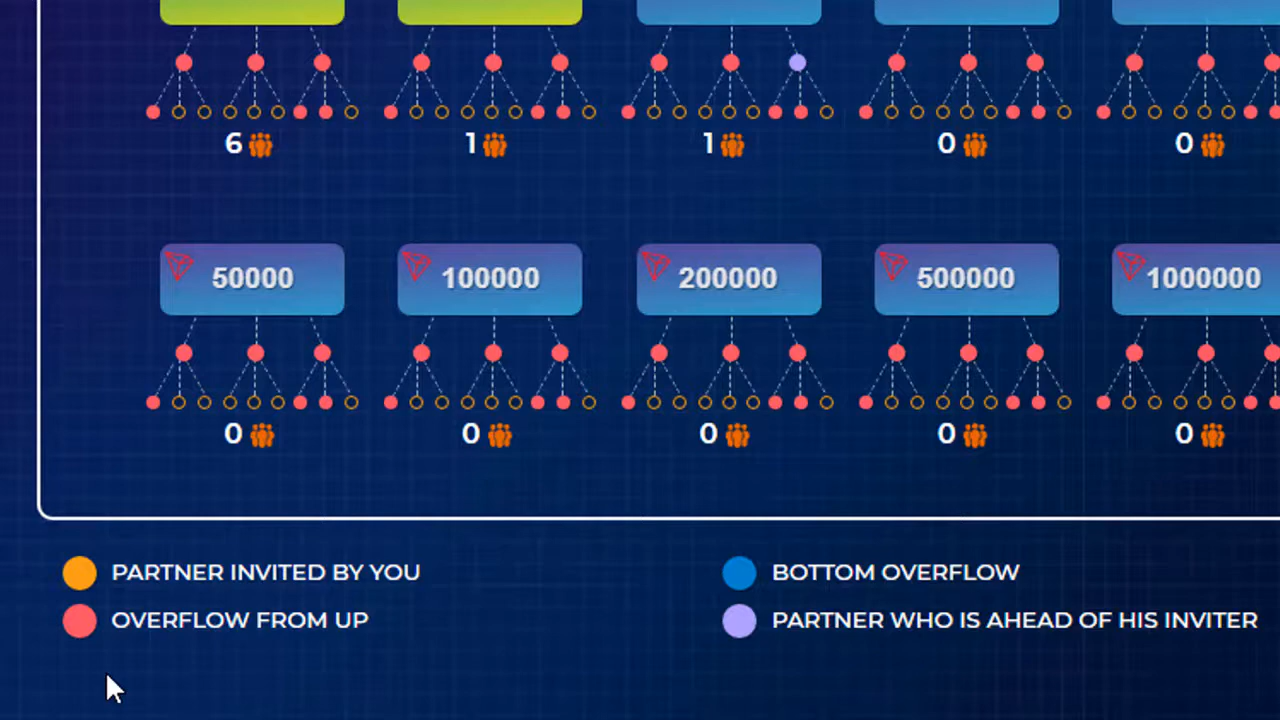 6 1 1 0 0
50000 100000 200000 500000 1000000
0 0 0 0 0
PARTNER INVITED BY YOU
BOTTOM OVERFLOW
OVERFLOW FROM UP
PARTNER WHO IS AHEAD OF HIS INVITER